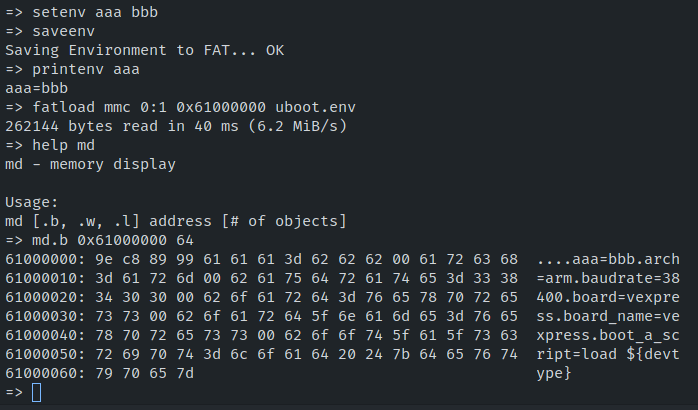 => setenv aaa bbb
=> saveenv
Saving Environment to FAT... OK
=> printenv aaa
aaa=bbb
=> fatload mmc 0:1 0x61000000 uboot.env
262144 bytes read in 40 ms (6.2 MiB/s)
=> help md
md - memory display

Usage:
md [.b, .w, .l] address [# of objects]
=> md.b 0x61000000 64
61000000: 9e c8 89 99 61 61 61 3d 62 62 62 00 61 72 63 68  ....aaa=bbb.arch
61000010: 3d 61 72 6d 00 62 61 75 64 72 61 74 65 3d 33 38  =arm.baudrate=38
61000020: 34 30 30 00 62 6f 61 72 64 3d 76 65 78 70 72 65  400.board=vexpre
61000030: 73 73 00 62 6f 61 72 64 5f 6e 61 6d 65 3d 76 65  ss.board_name=ve
61000040: 78 70 72 65 73 73 00 62 6f 6f 74 5f 61 5f 73 63  xpress.boot_a_sc
61000050: 72 69 70 74 3d 6c 6f 61 64 20 24 7b 64 65 76 74  ript=load ${devt
61000060: 79 70 65 7d  ype}
=>